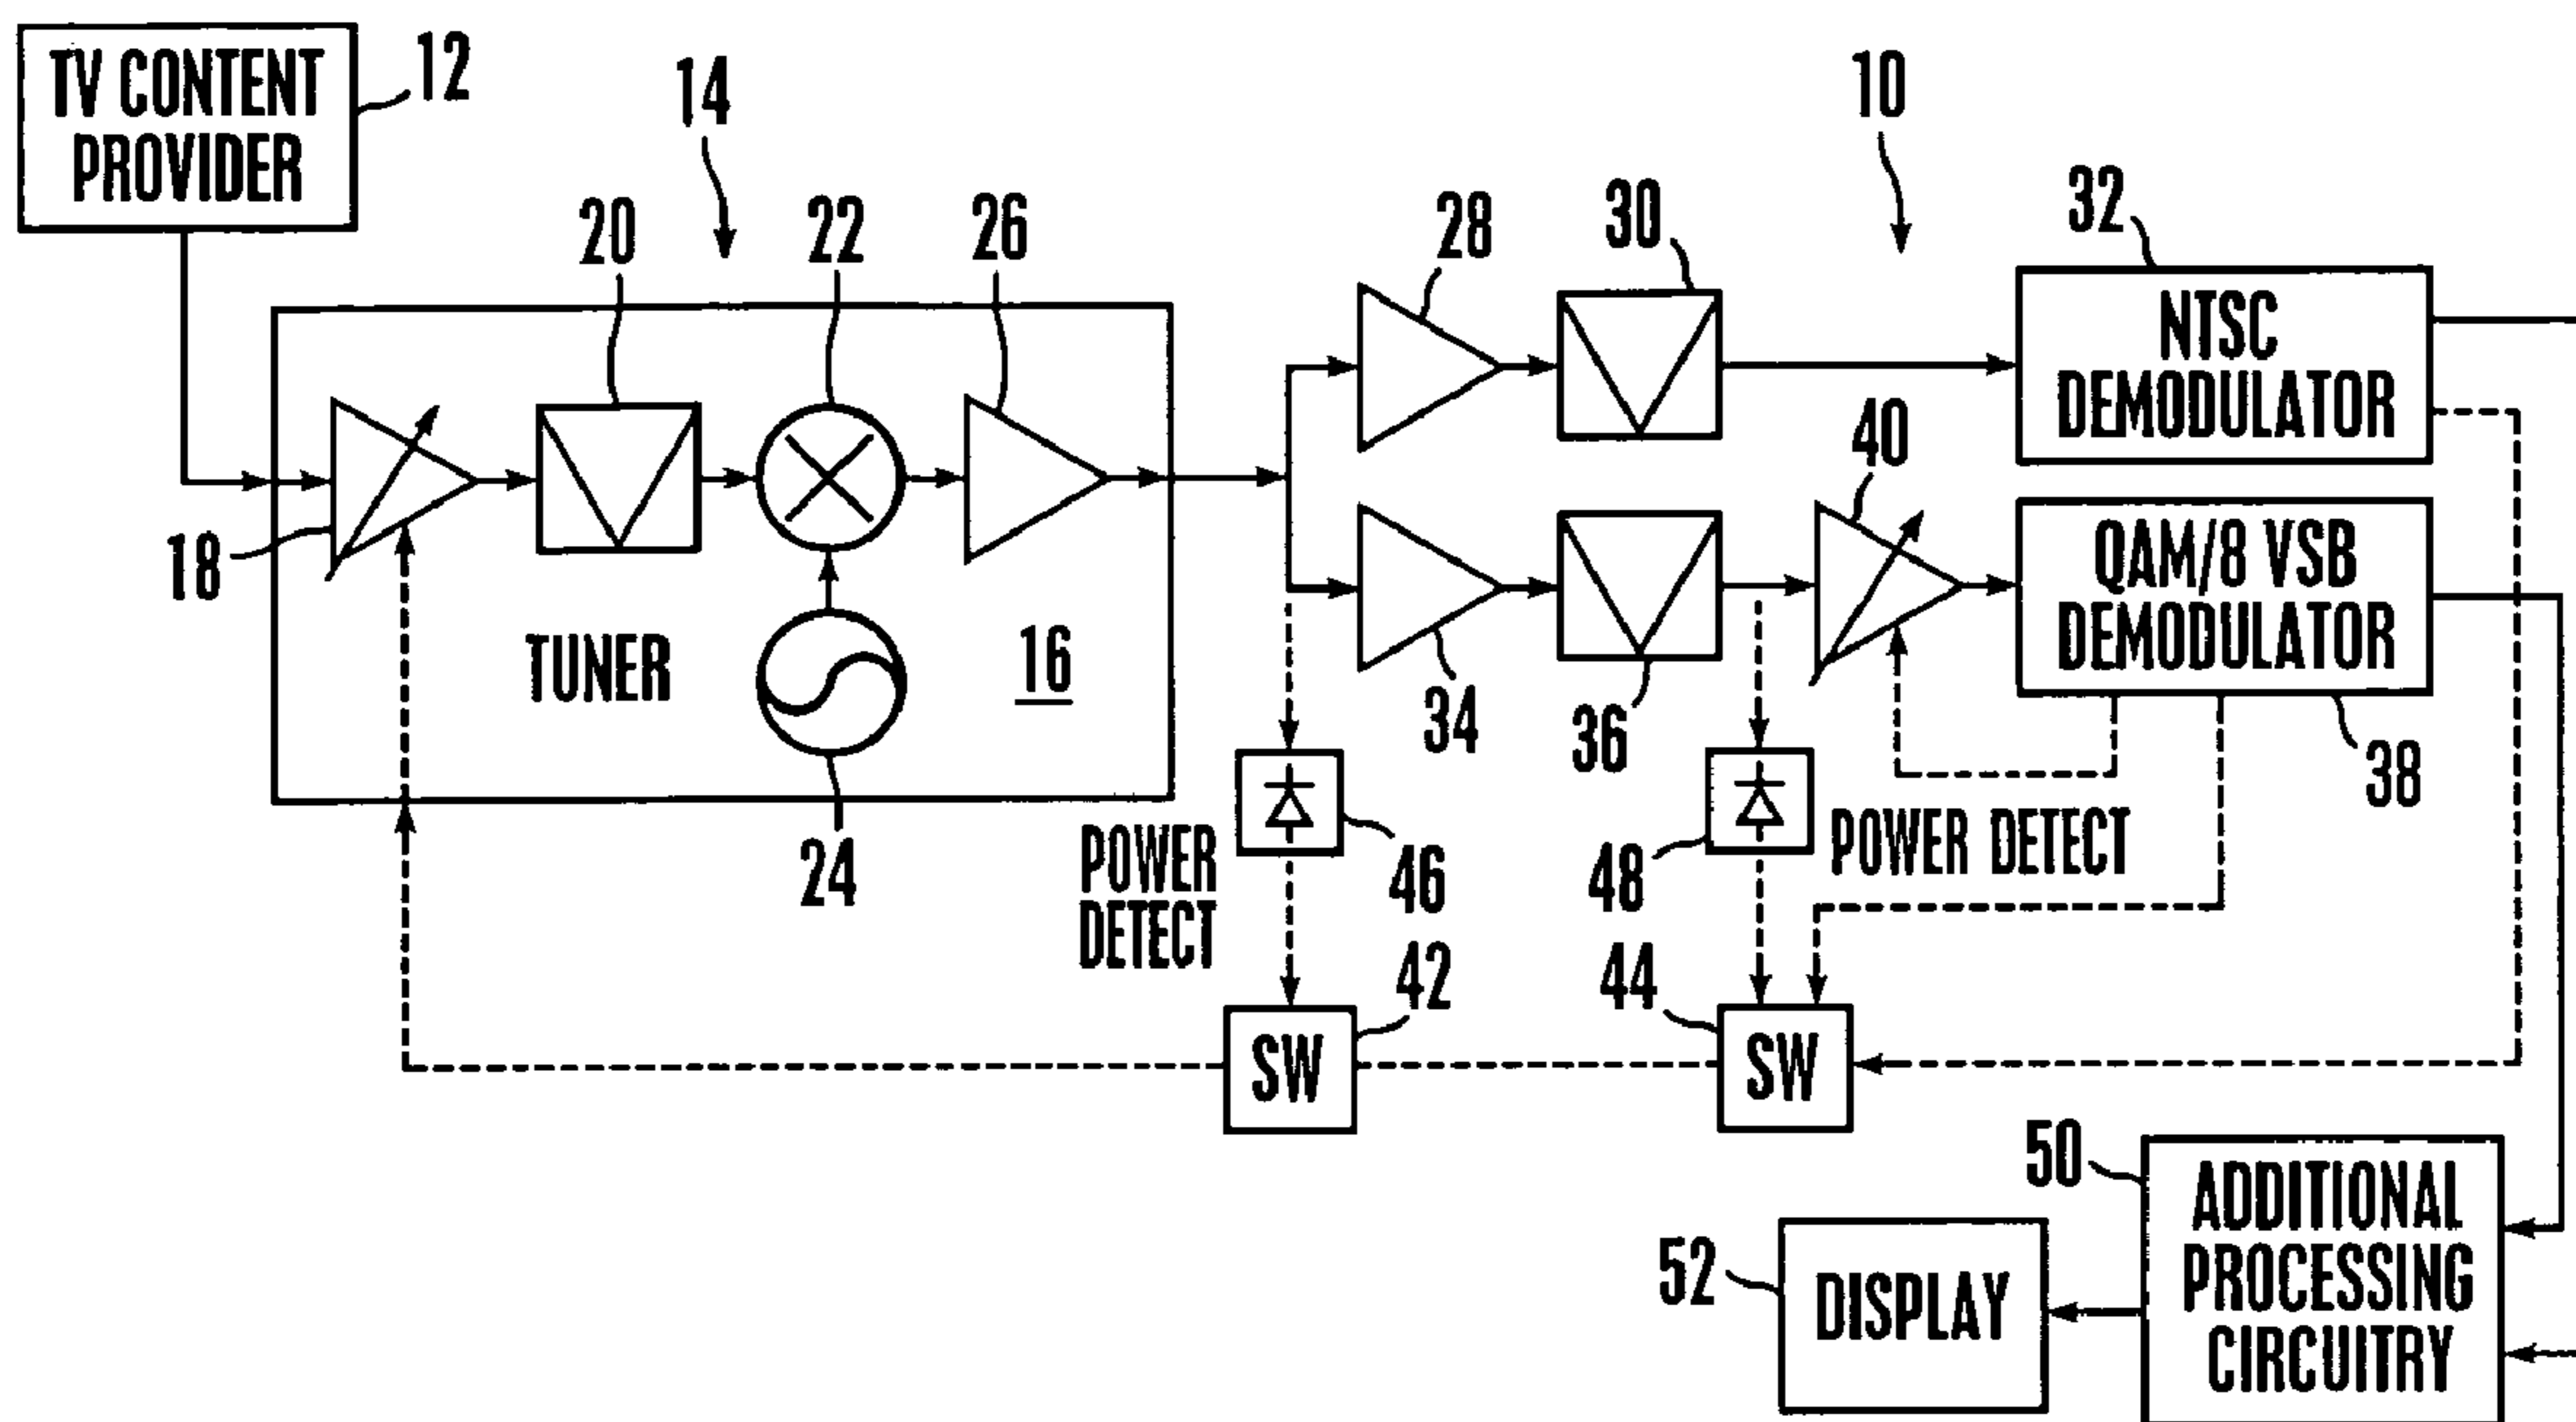 TV CONTENT
PROVIDER
12
14
10
20
22
26
28
30
32
NTSC
DEMODULATOR
18
TUNER
16
24
34
36
40
QAM/8 VSB
DEMODULATOR
38
POWER
DETECT
46
48
POWER DETECT
42
SW
44
SW
50
ADDITIONAL
PROCESSING
CIRCUITRY
52
DISPLAY